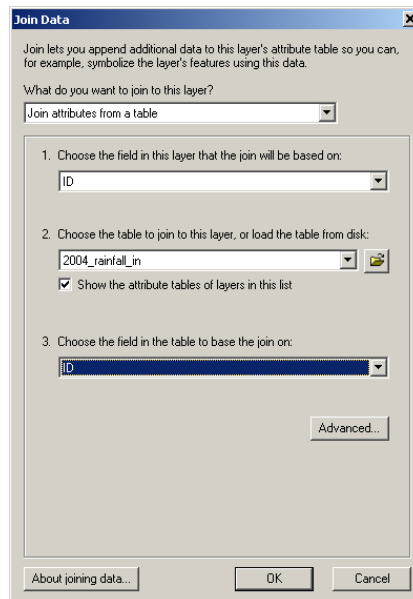 Join Data
Join lets you append additional data to this layer's attribute table so you can,
for example, symbolize the layer's features using this data.
What do you want to join to this layer?
Join attributes from a table
1. Choose the field in this layer that the join will be based on:
ID
2. Choose the table to join to this layer, or load the table from disk:
2004_rainfall_in
Show the attribute tables of layers in this list
3. Choose the field in the table to base the join on:
ID
Advanced...
About joining data...
OK
Cancel